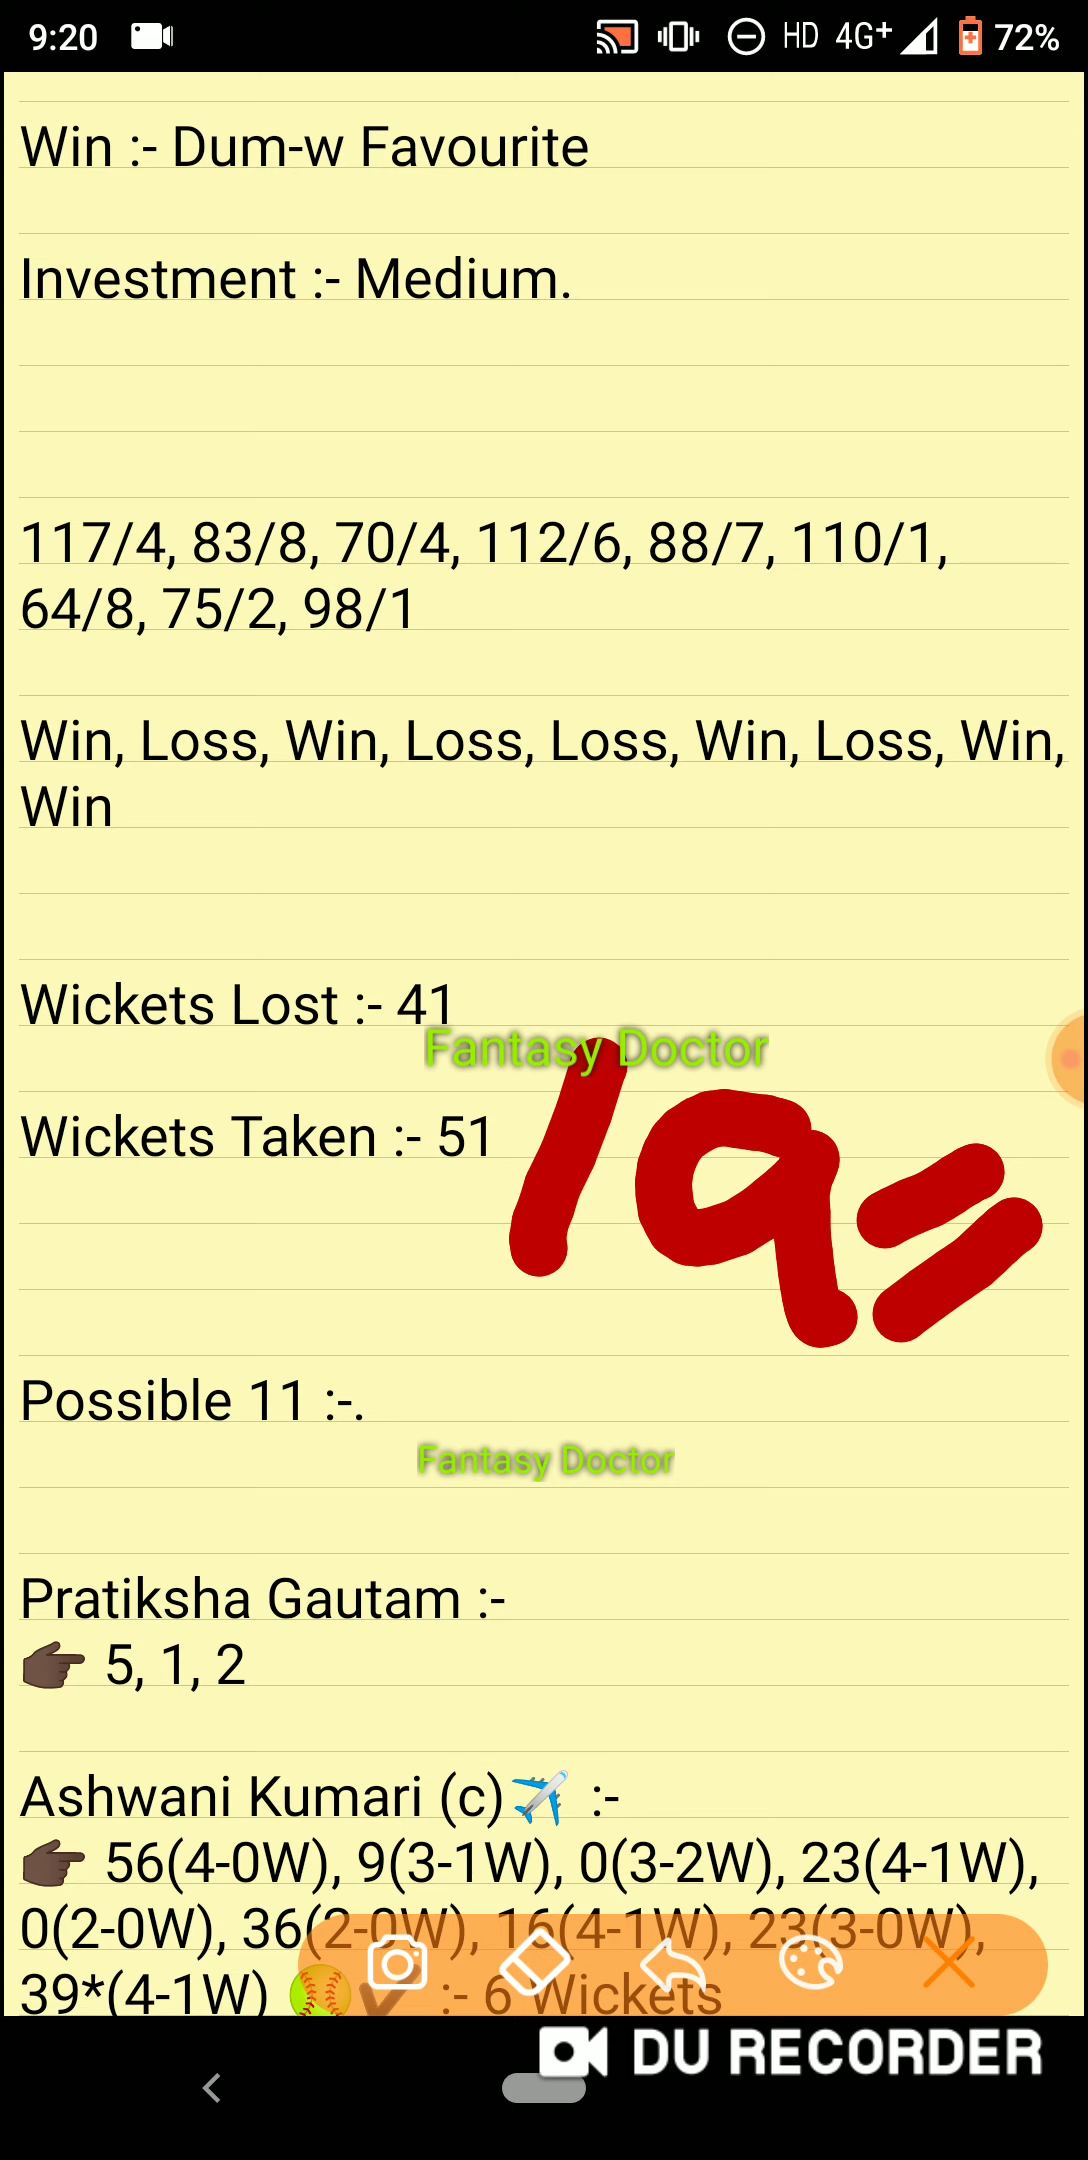 9:20 HD 4G+ 72%
Win :- Dum-w Favourite
Investment :- Medium.
117/4, 83/8, 70/4, 112/6, 88/7, 110/1,
64/8, 75/2, 98/1
Win, Loss, Win, Loss, Loss, Win, Loss, Win,
Win
Wickets Lost :- 41
Fantasy Doctor
Wickets Taken :- 51
19=
Possible 11 :-.
Fantasy Doctor
Pratiksha Gautam :-
👉🏿 5, 1, 2
Ashwani Kumari (c)✈️ :-
👉🏿 56(4-0W), 9(3-1W), 0(3-2W), 23(4-1W),
0(2-0W), 36(2-0W), 16(4-1W), 23(3-0W),
39*(4-1W) 🥎✔️ :- 6 Wickets
DU RECORDER